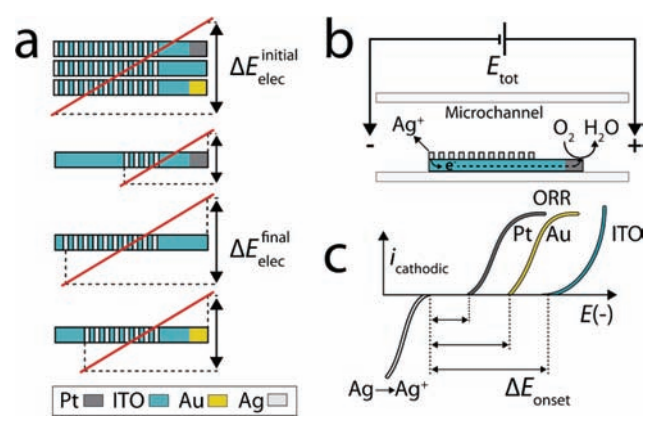 a
ΔE initial elec
ΔE final elec
Pt ITO Au Ag
b
E tot
Microchannel
Ag⁺
O₂ H₂O
- e⁻ +
ORR
c
i cathodic
Pt Au ITO
E(-)
Ag→Ag⁺
ΔE onset